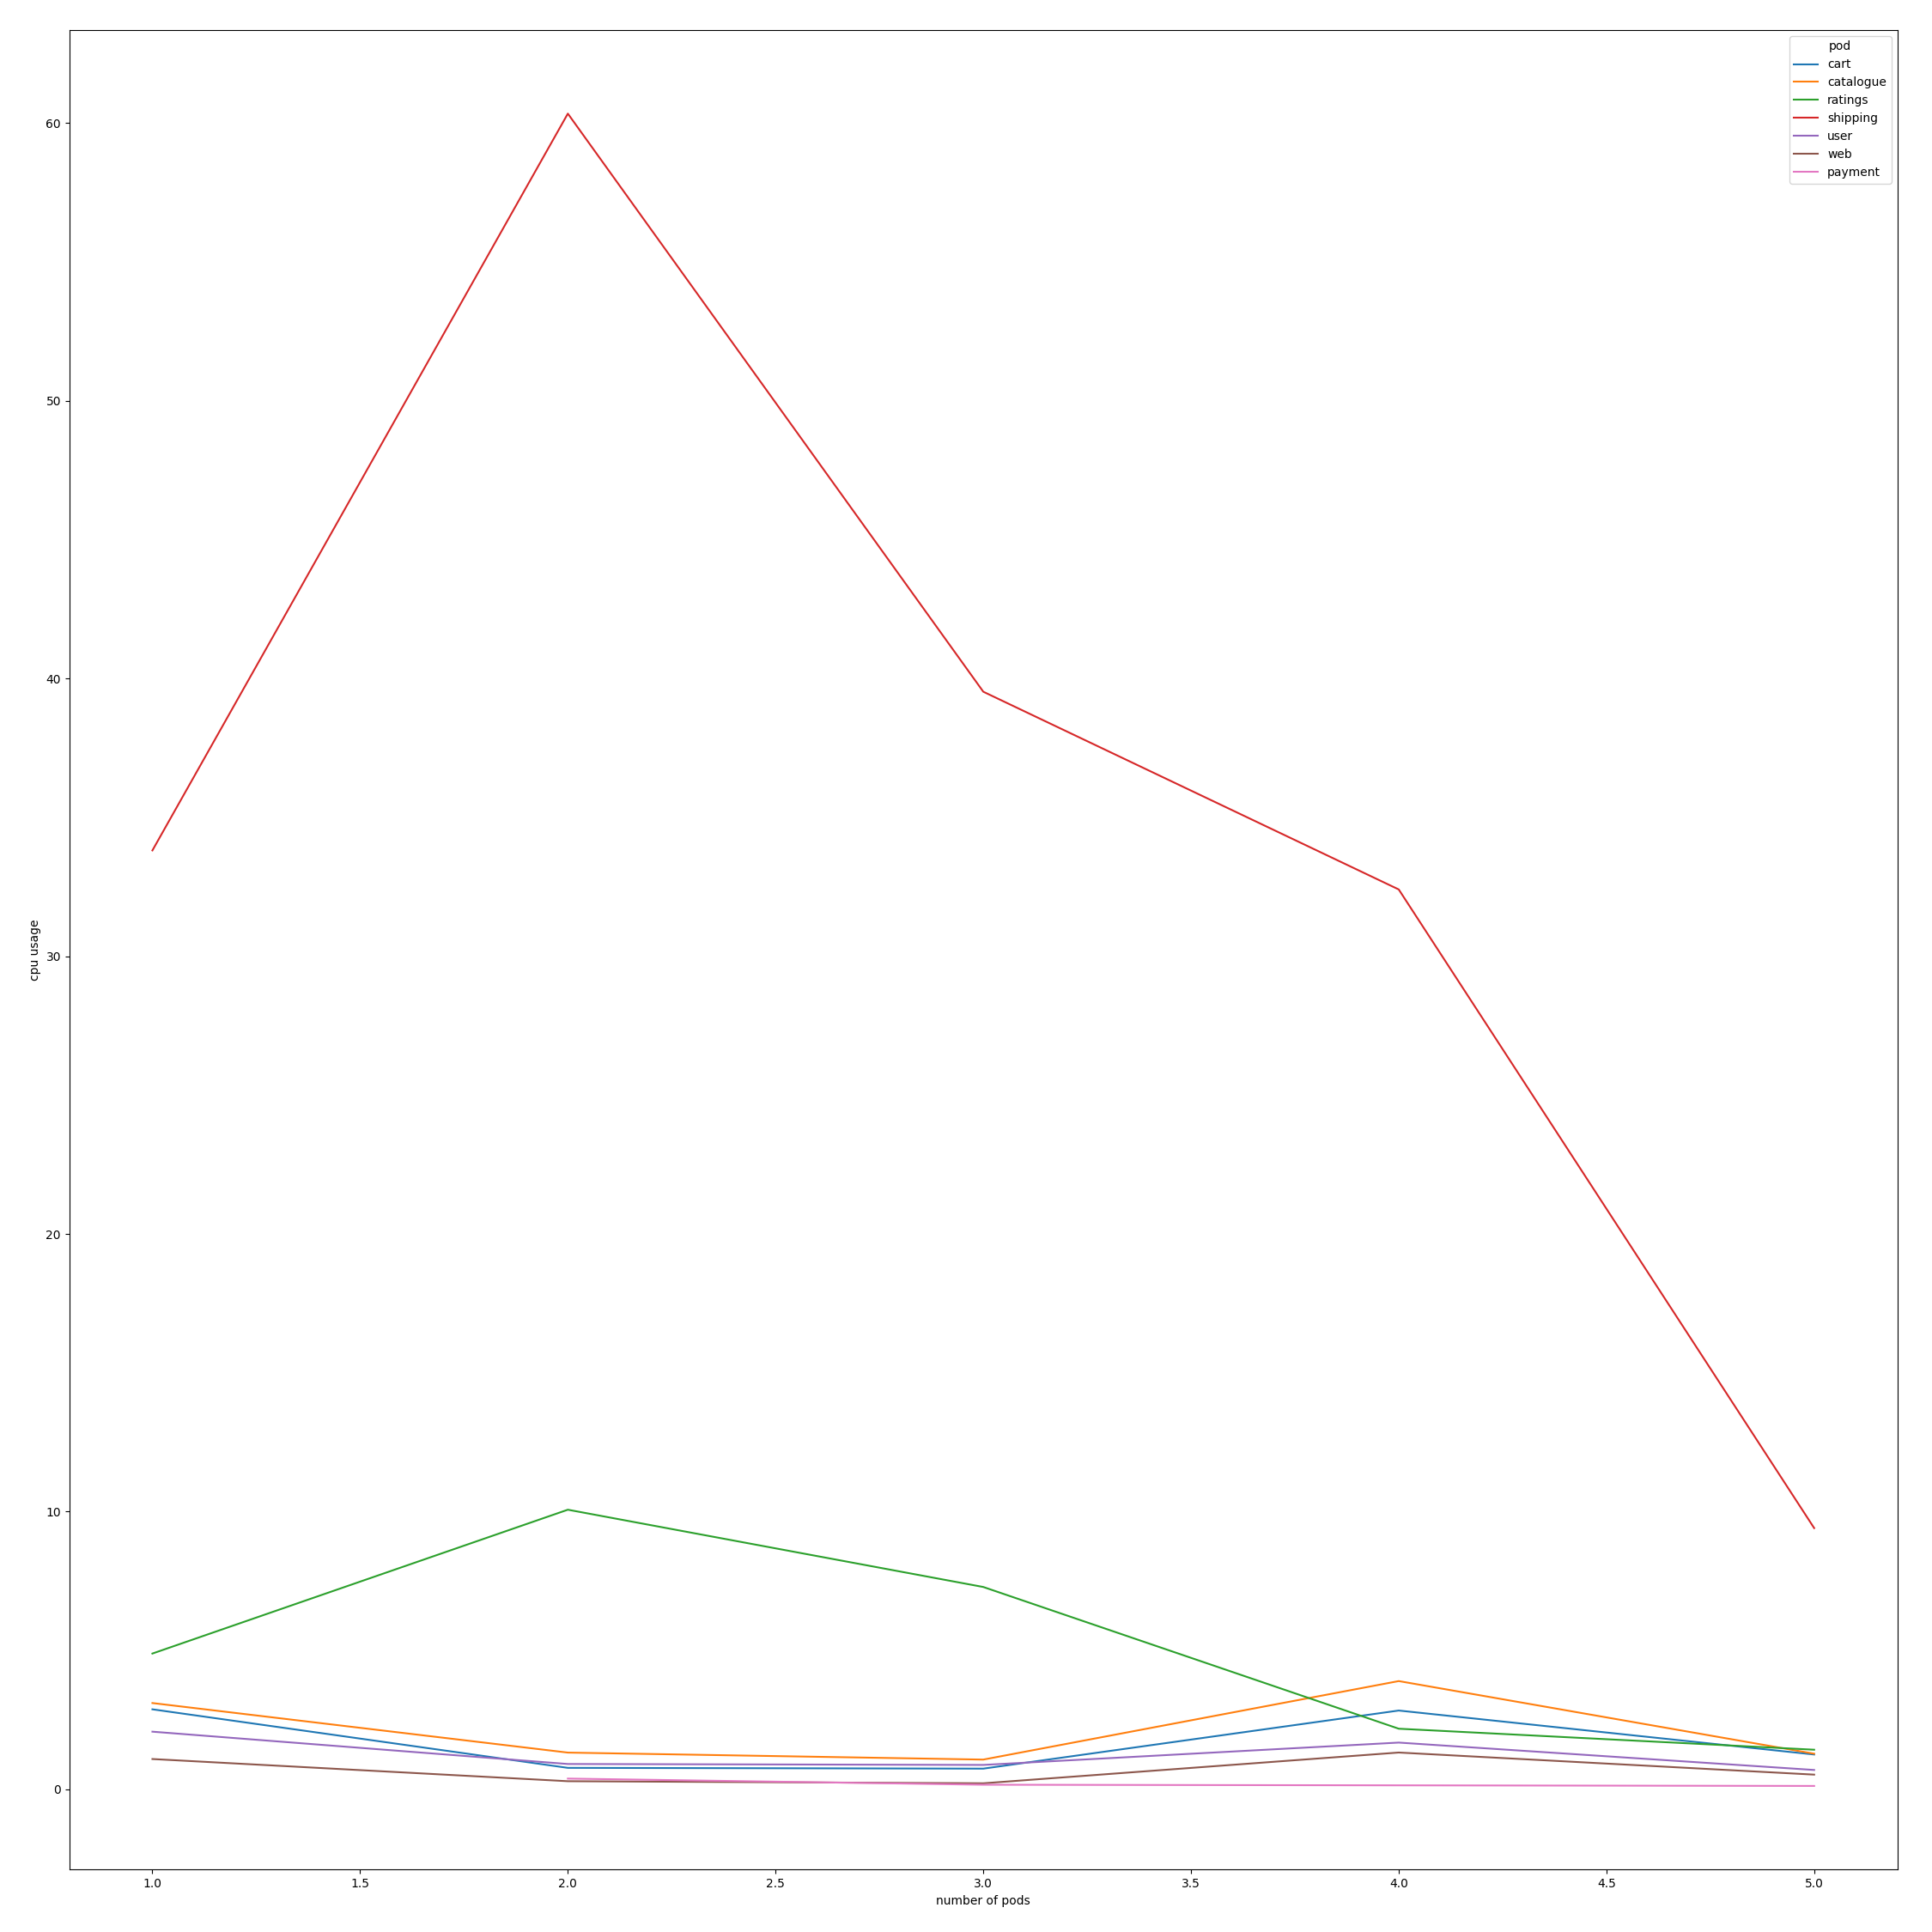 pod
cart
catalogue
ratings
shipping
user
web
payment
60
50
40
30
20
10
0
cpu usage
1.0 1.5 2.0 2.5 3.0 3.5 4.0 4.5 5.0
number of pods